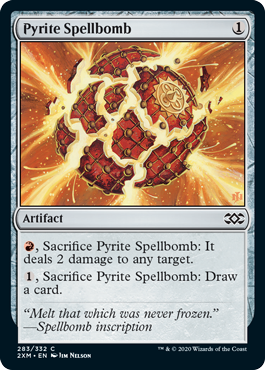 Pyrite Spellbomb 1
Artifact
, Sacrifice Pyrite Spellbomb: It
deals 2 damage to any target.
1, Sacrifice Pyrite Spellbomb: Draw
a card.
"Melt that which was never frozen."
—Spellbomb inscription
283/332 C
2XM • EN JIM NELSON
™ & © 2020 Wizards of the Coast